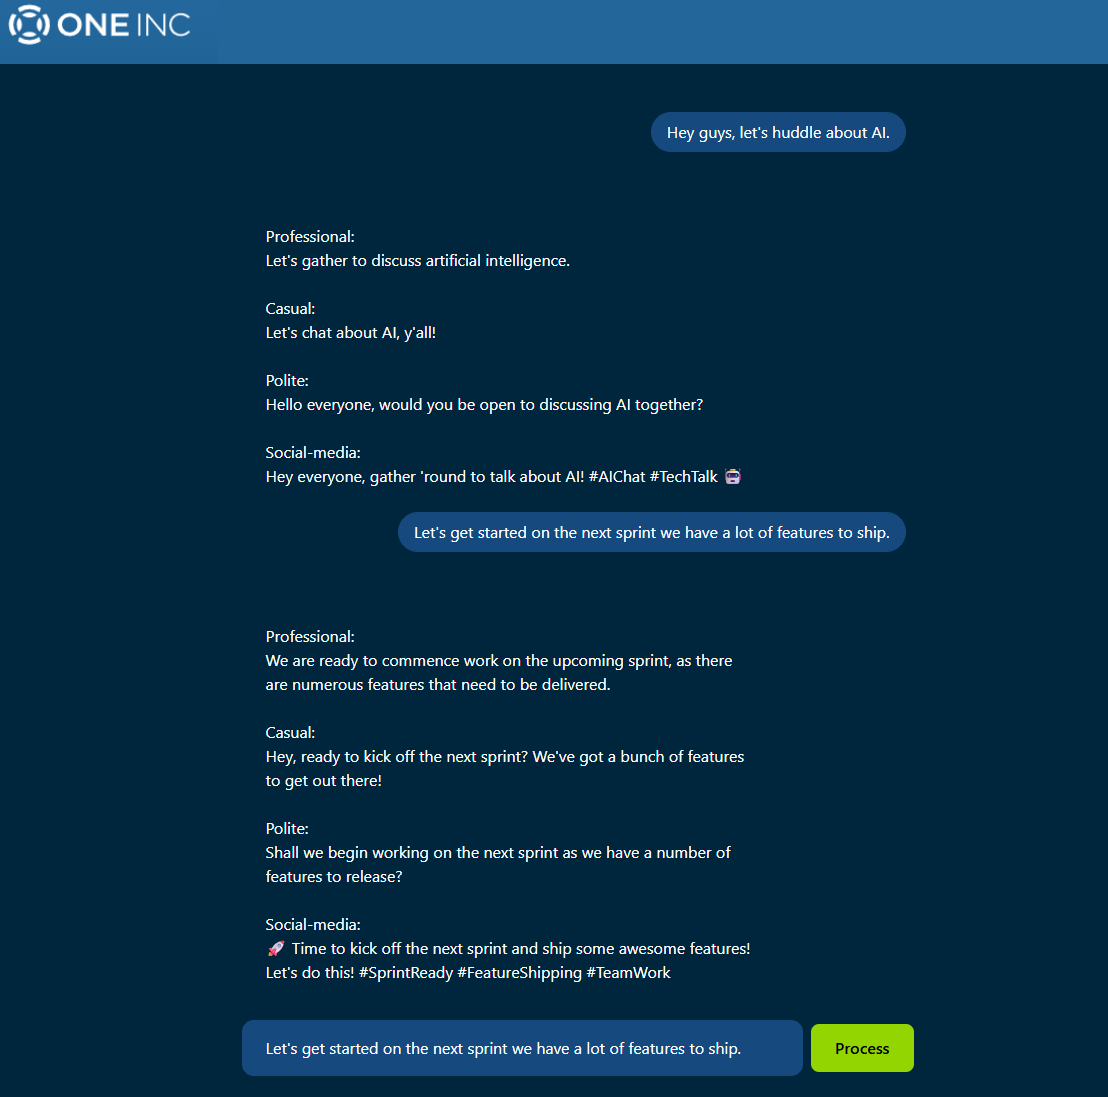 ONE INC
Hey guys, let's huddle about AI.
Professional:
Let's gather to discuss artificial intelligence.
Casual:
Let's chat about AI, y'all!
Polite:
Hello everyone, would you be open to discussing AI together?
Social-media:
Hey everyone, gather 'round to talk about AI! #AIChat #TechTalk 🤖
Let's get started on the next sprint we have a lot of features to ship.
Professional:
We are ready to commence work on the upcoming sprint, as there
are numerous features that need to be delivered.
Casual:
Hey, ready to kick off the next sprint? We've got a bunch of features
to get out there!
Polite:
Shall we begin working on the next sprint as we have a number of
features to release?
Social-media:
🚀 Time to kick off the next sprint and ship some awesome features!
Let's do this! #SprintReady #FeatureShipping #TeamWork
Let's get started on the next sprint we have a lot of features to ship.
Process